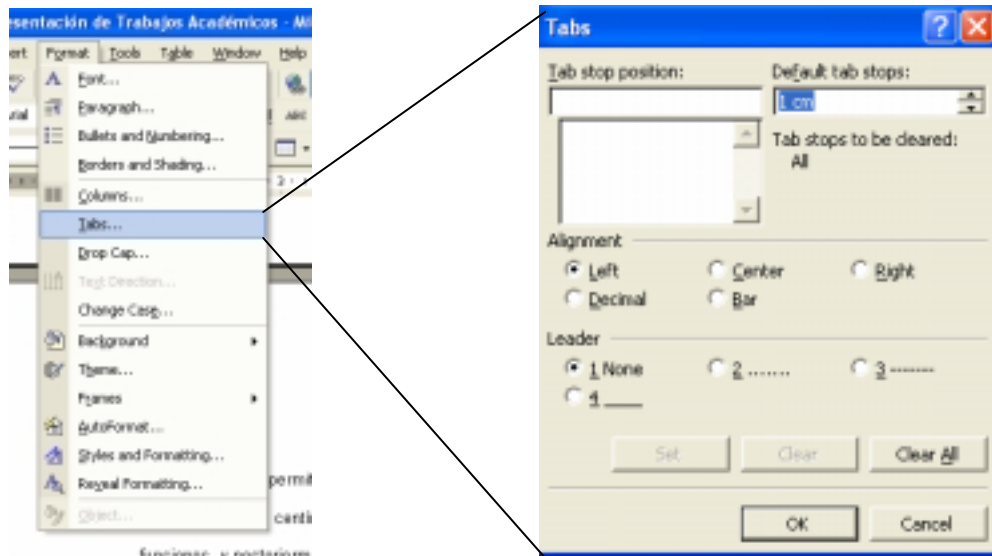 esentación de Trabajos Académicos - Mi
ert Format Tools Table Window Help
Font...
Paragraph...
Bullets and Numbering...
Borders and Shading...
Columns...
Tabs...
Drop Cap...
Text Direction...
Change Case...
Background
Theme...
Frames
AutoFormat...
Styles and Formatting...
Reveal Formatting...
Object...
permit
centi
funciones, y posteriorm
Tabs
Tab stop position:
Default tab stops:
1 cm
Tab stops to be cleared:
All
Alignment
Left Center Right
Decimal Bar
Leader
1 None 2 ....... 3 -------
4 ___
Set Clear Clear All
OK Cancel